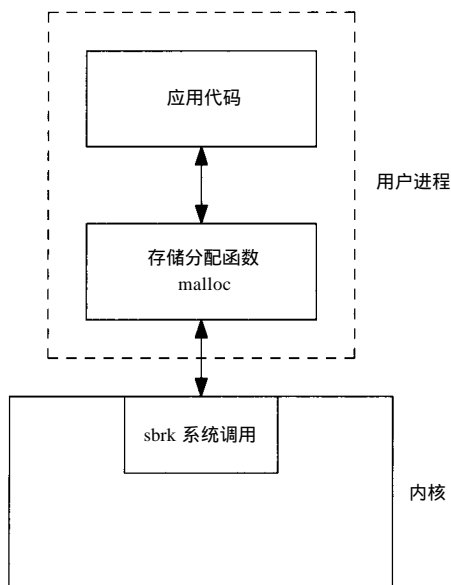 应用代码
用户进程
存储分配函数
malloc
sbrk 系统调用
内核